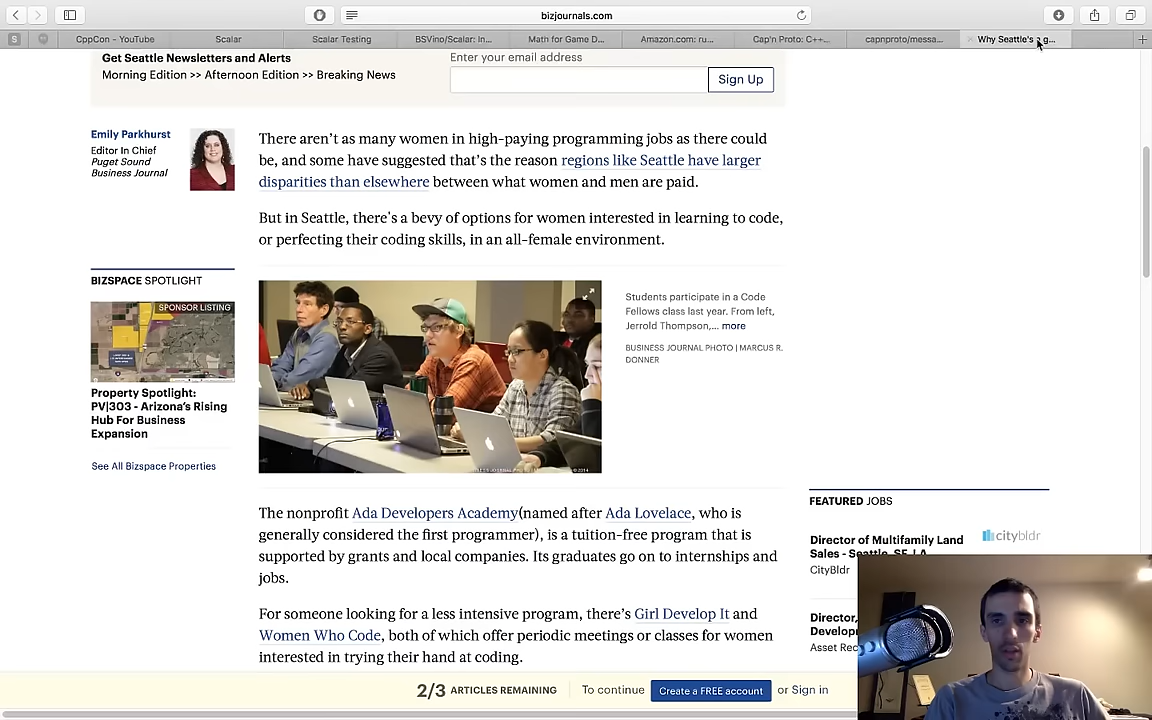 bizjournals.com
S
CppCon - YouTube
Scalar
Scalar Testing
BSVino/Scalar: In...
Math for Game D...
Amazon.com: ru...
Cap'n Proto: C++...
capnproto/messa...
Why Seattle's a g...
Get Seattle Newsletters and Alerts
Morning Edition >> Afternoon Edition >> Breaking News
Enter your email address
Sign Up
Emily Parkhurst
Editor In Chief
Puget Sound
Business Journal
There aren't as many women in high-paying programming jobs as there could
be, and some have suggested that's the reason regions like Seattle have larger
disparities than elsewhere between what women and men are paid.
But in Seattle, there's a bevy of options for women interested in learning to code,
or perfecting their coding skills, in an all-female environment.
BIZSPACE SPOTLIGHT
SPONSOR LISTING
Property Spotlight:
PV|303 - Arizona's Rising
Hub For Business
Expansion
See All Bizspace Properties
Students participate in a Code
Fellows class last year. From left,
Jerrold Thompson,... more
BUSINESS JOURNAL PHOTO | MARCUS R.
DONNER
The nonprofit Ada Developers Academy(named after Ada Lovelace, who is
generally considered the first programmer), is a tuition-free program that is
supported by grants and local companies. Its graduates go on to internships and
jobs.
For someone looking for a less intensive program, there's Girl Develop It and
Women Who Code, both of which offer periodic meetings or classes for women
interested in trying their hand at coding.
FEATURED JOBS
Director of Multifamily Land
Sales - Seattle, SF, LA
CityBldr
citybldr
Director,
Develop
Asset Rec
2/3 ARTICLES REMAINING
To continue
Create a FREE account
or Sign in